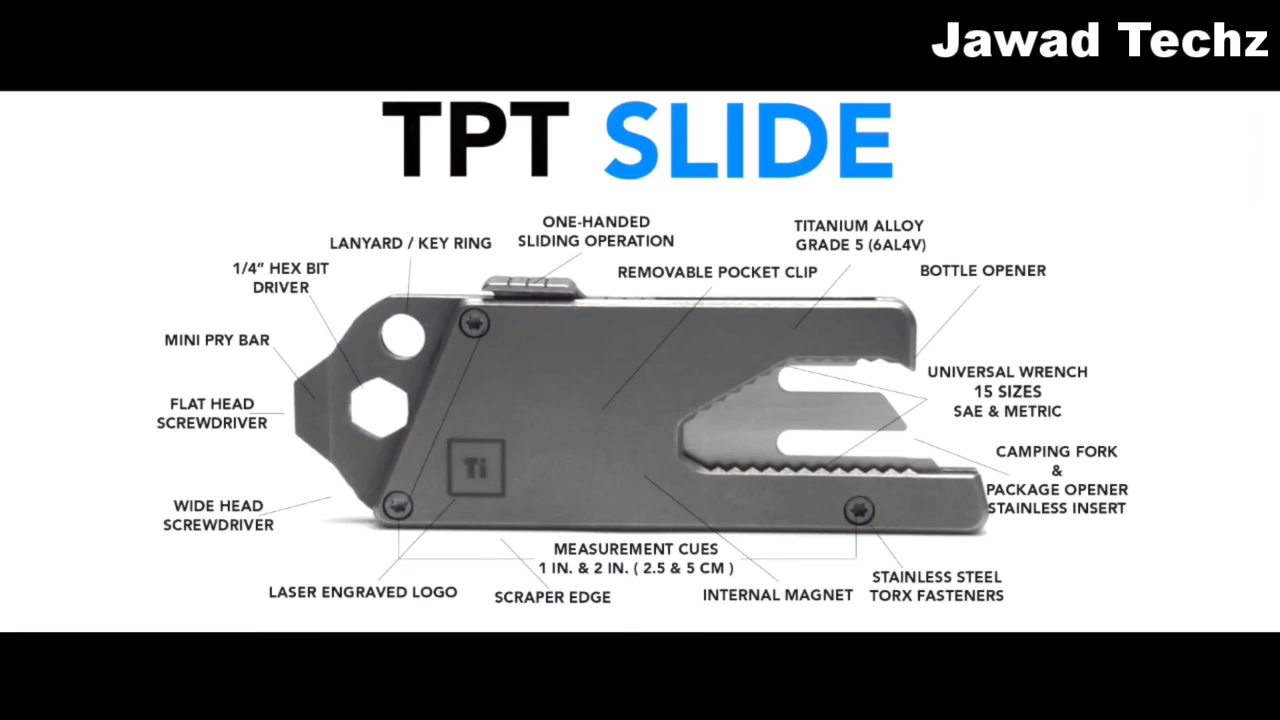 Jawad Techz
TPT SLIDE
ONE-HANDED
SLIDING OPERATION
TITANIUM ALLOY
GRADE 5 (6AL4V)
LANYARD / KEY RING
1/4” HEX BIT
DRIVER
REMOVABLE POCKET CLIP
BOTTLE OPENER
MINI PRY BAR
UNIVERSAL WRENCH
15 SIZES
SAE & METRIC
FLAT HEAD
SCREWDRIVER
CAMPING FORK
&
PACKAGE OPENER
STAINLESS INSERT
Ti
WIDE HEAD
SCREWDRIVER
MEASUREMENT CUES
1 IN. & 2 IN. ( 2.5 & 5 CM )
LASER ENGRAVED LOGO
SCRAPER EDGE
INTERNAL MAGNET
STAINLESS STEEL
TORX FASTENERS